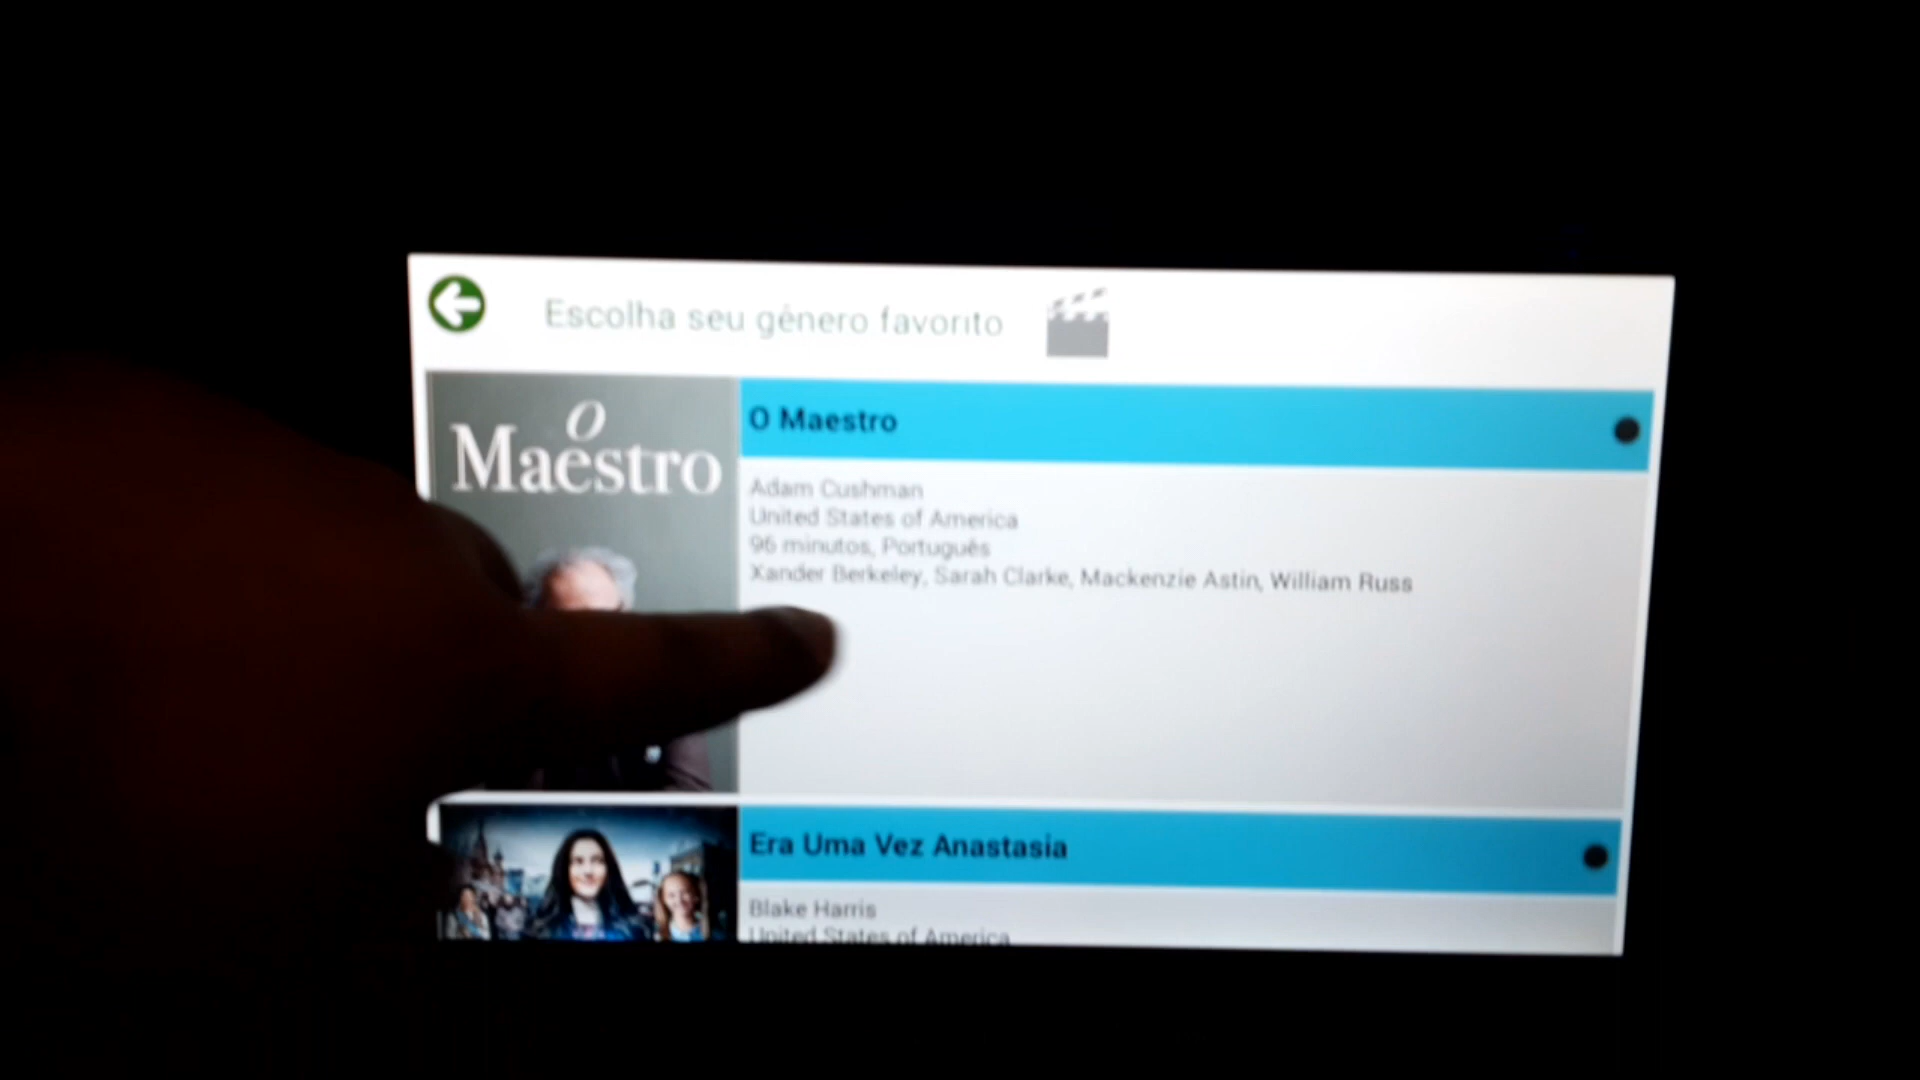 Escolha seu gênero favorito
O
Maestro
O Maestro
Adam Cushman
United States of America
96 minutos, Português
Xander Berkeley, Sarah Clarke, Mackenzie Astin, William Russ
Era Uma Vez Anastasia
Blake Harris
United States of America